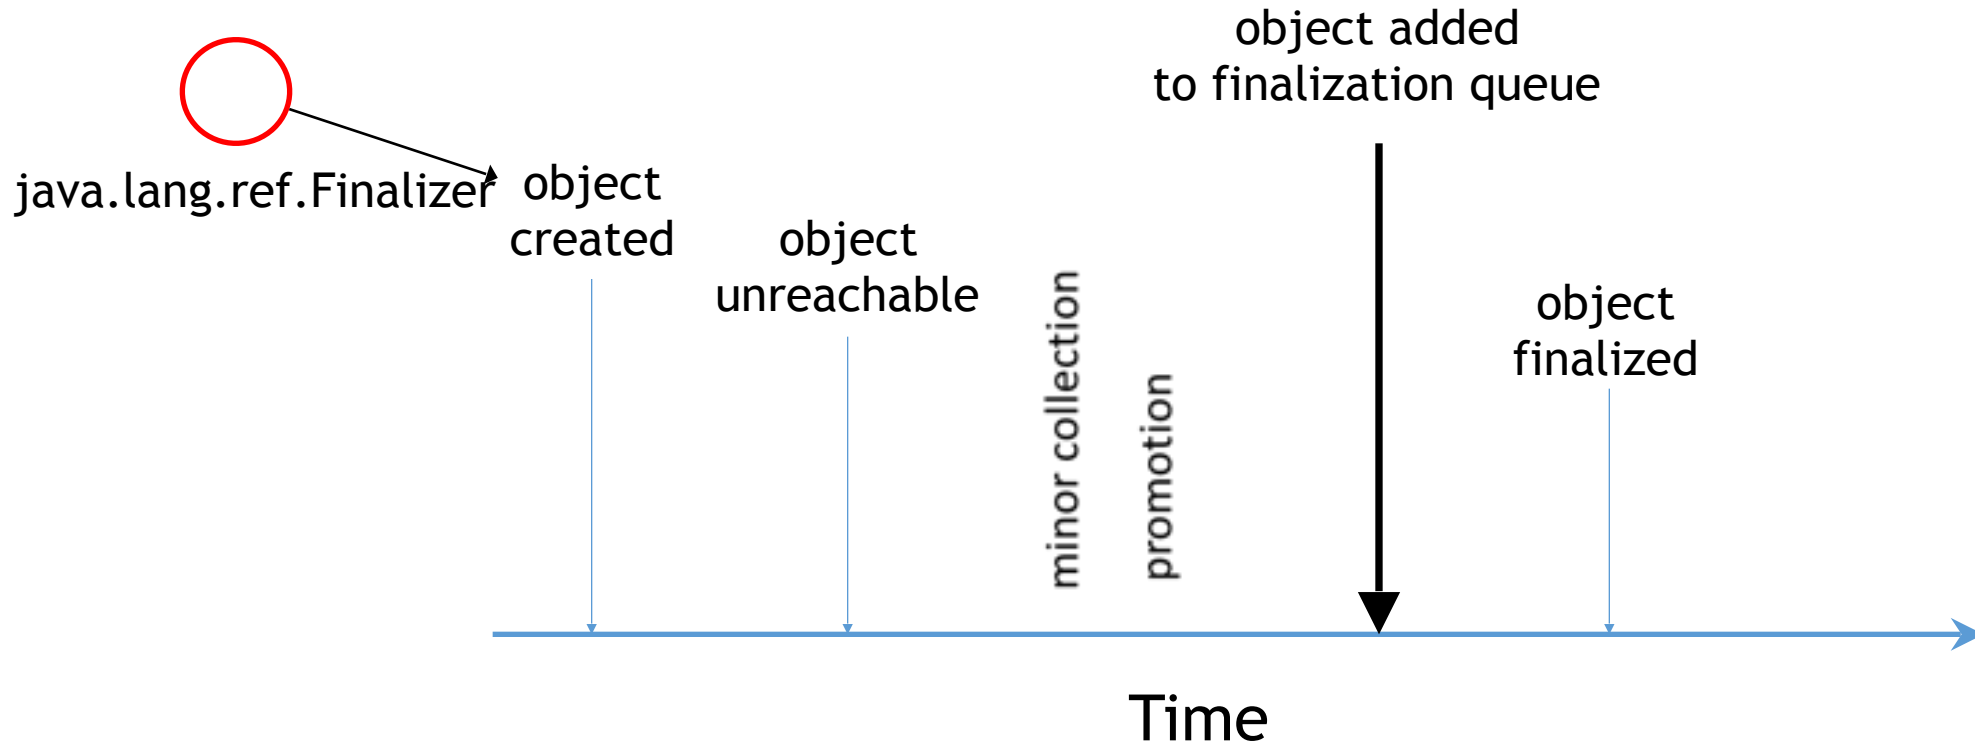 object added
to finalization queue
java.lang.ref.Finalizer
object
created
object
unreachable
minor collection
promotion
object
finalized
Time